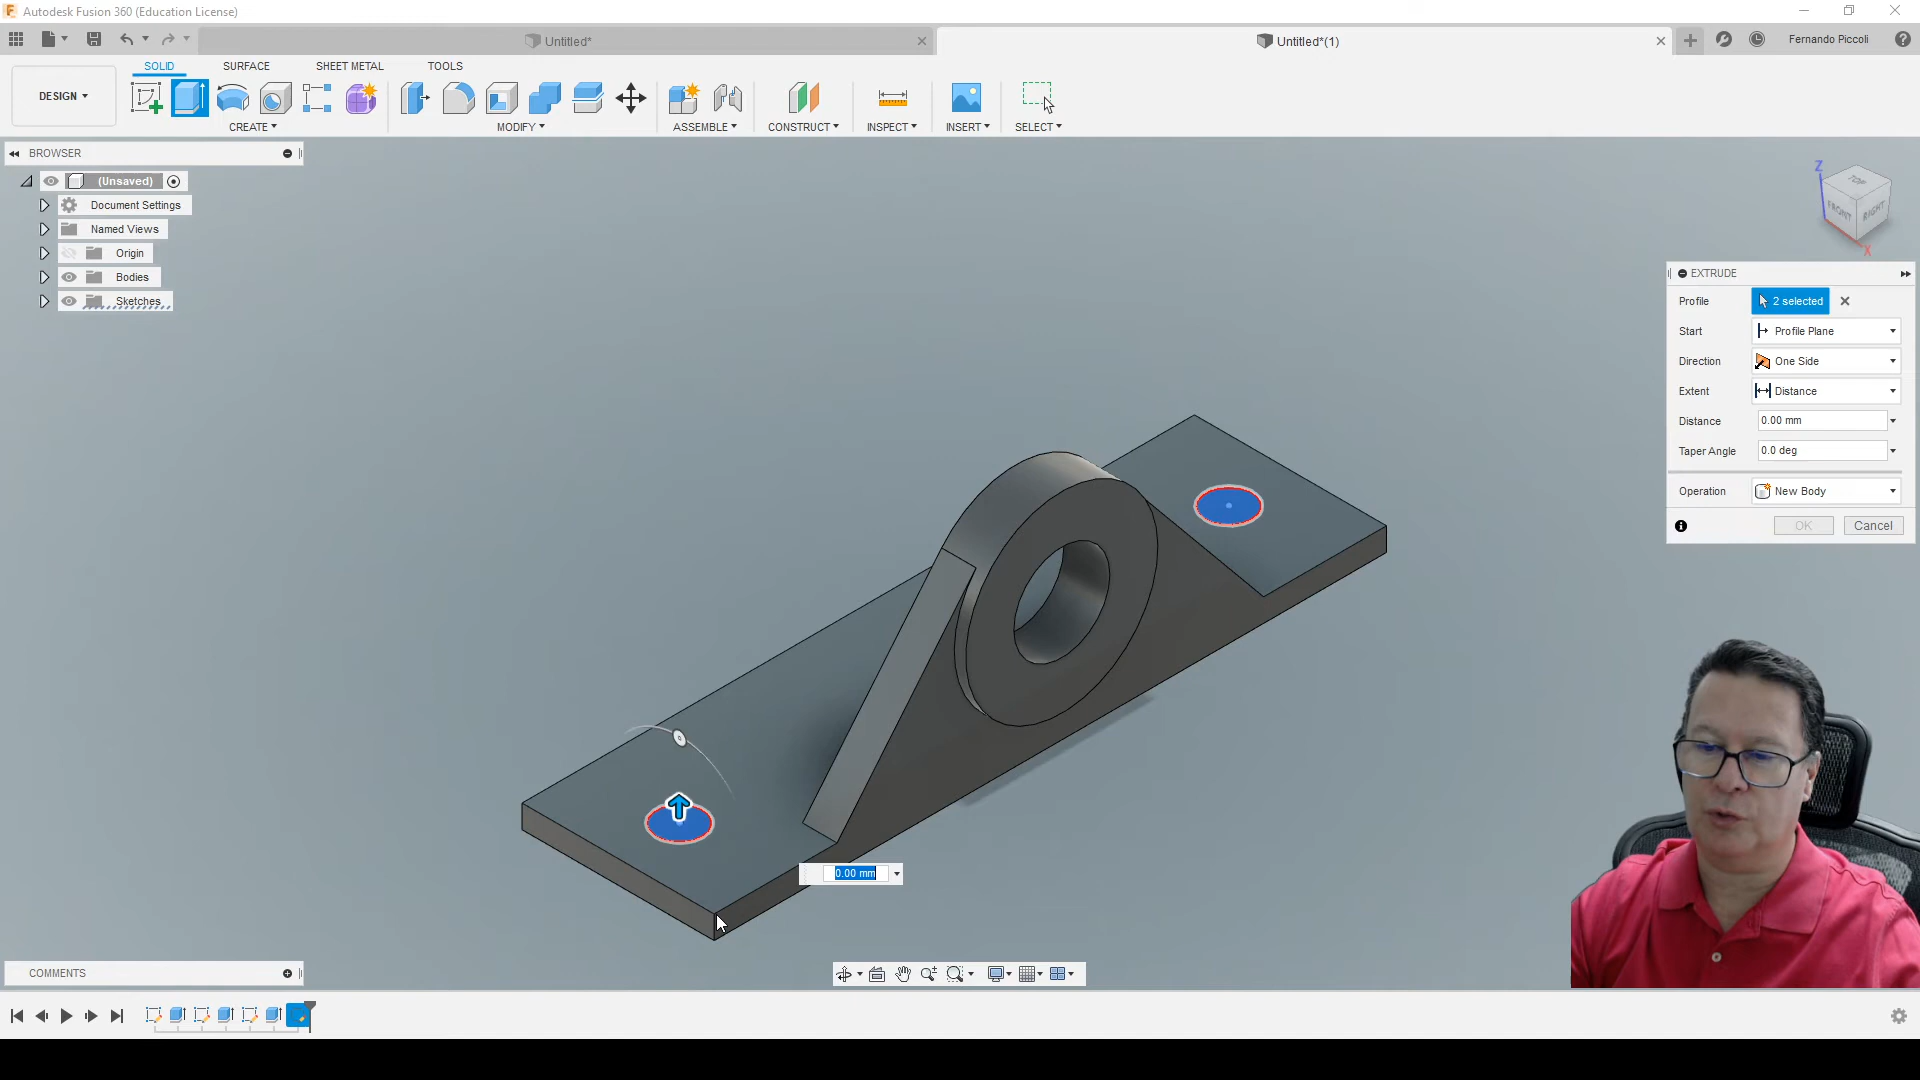 Autodesk Fusion 360 (Education License)
Untitled*
Untitled*(1)
Fernando Piccoli
DESIGN
SOLID
SURFACE
SHEET METAL
TOOLS
CREATE
MODIFY
ASSEMBLE
CONSTRUCT
INSPECT
INSERT
SELECT
BROWSER
(Unsaved)
Document Settings
Named Views
Origin
Bodies
Sketches
Z
TOP
FRONT
RIGHT
X
EXTRUDE
Profile
2 selected
Start
Profile Plane
Direction
One Side
Extent
Distance
Distance
0.00 mm
Taper Angle
0.0 deg
Operation
New Body
OK
Cancel
0.00 mm
COMMENTS